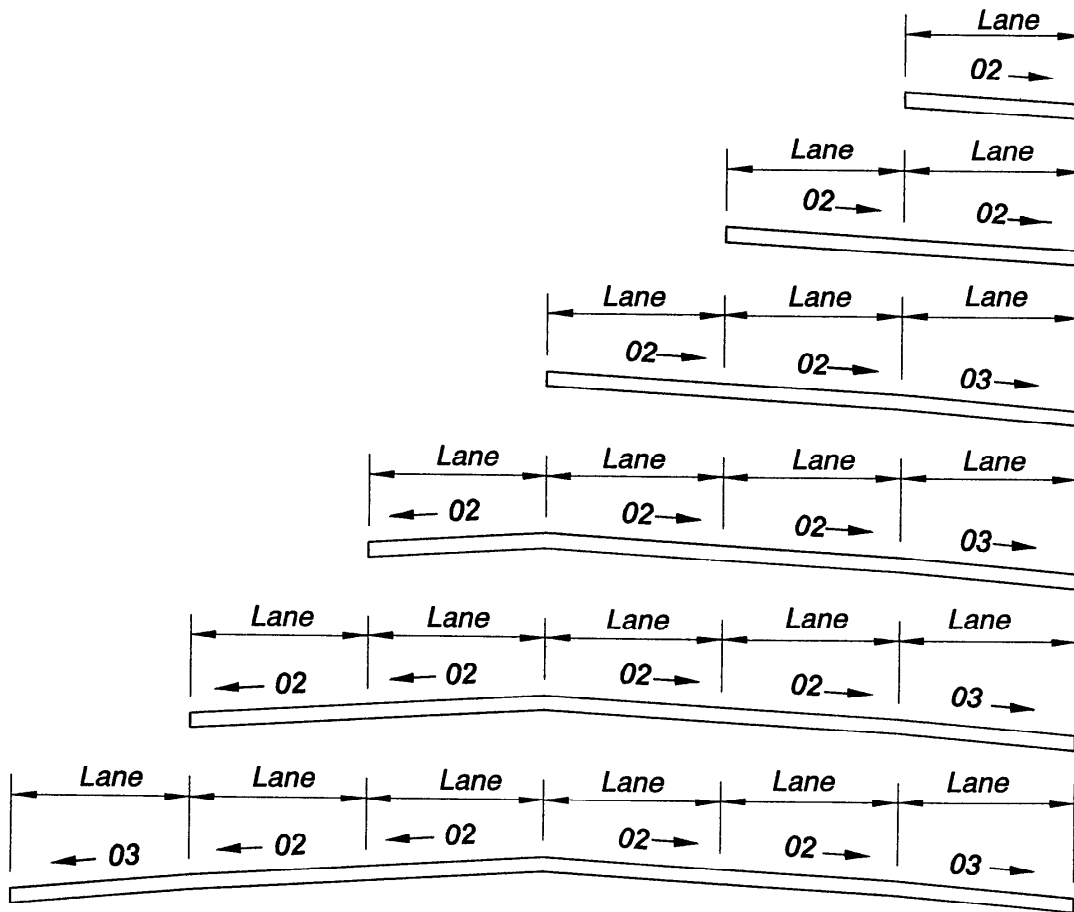 Lane
02
Lane Lane
02 02
Lane Lane Lane
02 02 03
Lane Lane Lane Lane
02 02 02 03
Lane Lane Lane Lane Lane
02 02 02 02 03
Lane Lane Lane Lane Lane Lane
03 02 02 02 02 03